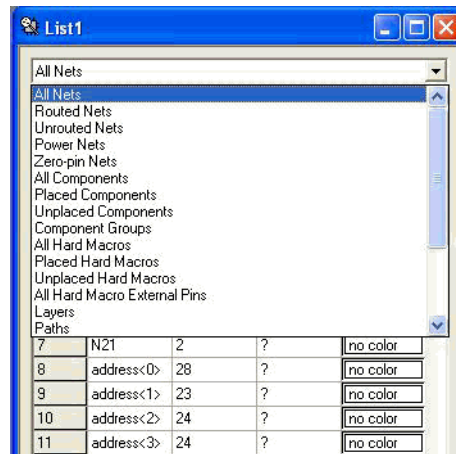 List1
All Nets
All Nets
Routed Nets
Unrouted Nets
Power Nets
Zero-pin Nets
All Components
Placed Components
Unplaced Components
Component Groups
All Hard Macros
Placed Hard Macros
Unplaced Hard Macros
All Hard Macro External Pins
Layers
Paths
7 N21 2 ? no color
8 address<0> 28 ? no color
9 address<1> 23 ? no color
10 address<2> 24 ? no color
11 address<3> 24 ? no color